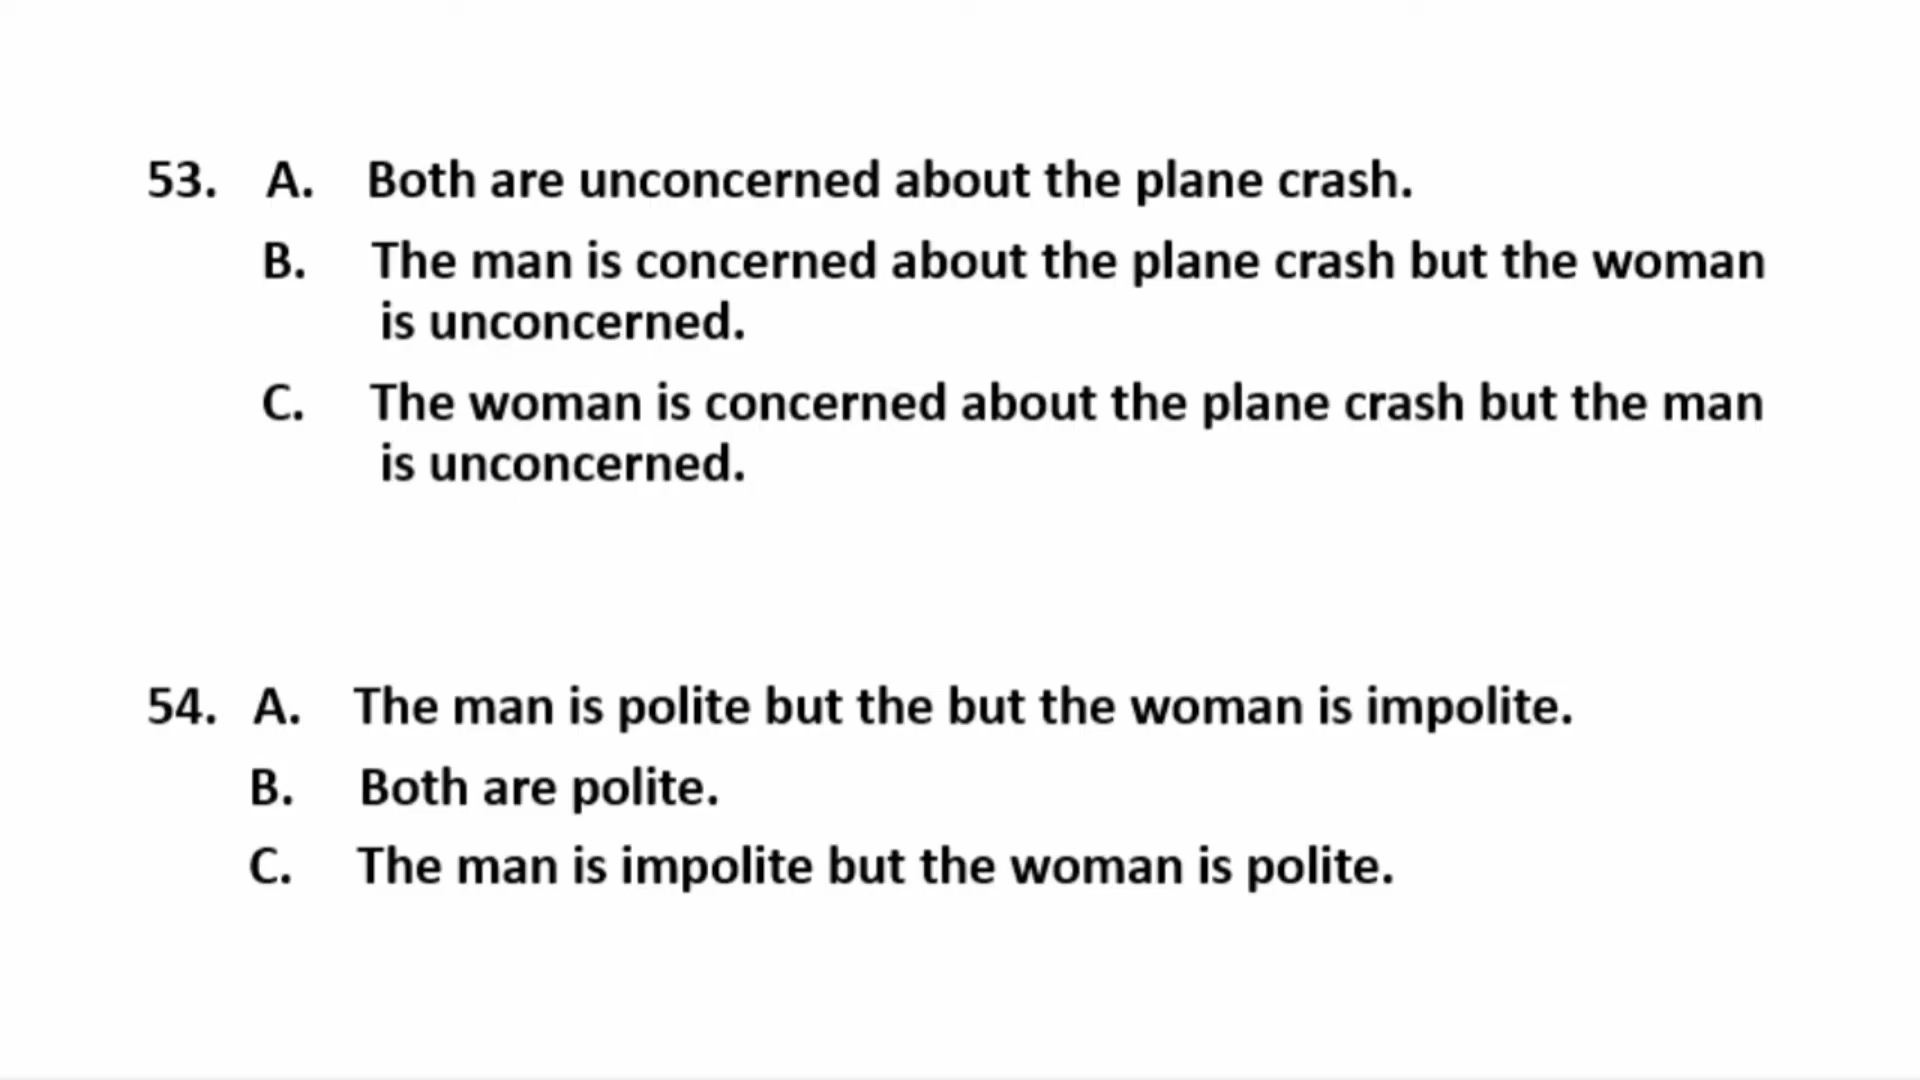 53. A. Both are unconcerned about the plane crash.
B. The man is concerned about the plane crash but the woman
is unconcerned.
C. The woman is concerned about the plane crash but the man
is unconcerned.
54. A. The man is polite but the but the woman is impolite.
B. Both are polite.
C. The man is impolite but the woman is polite.